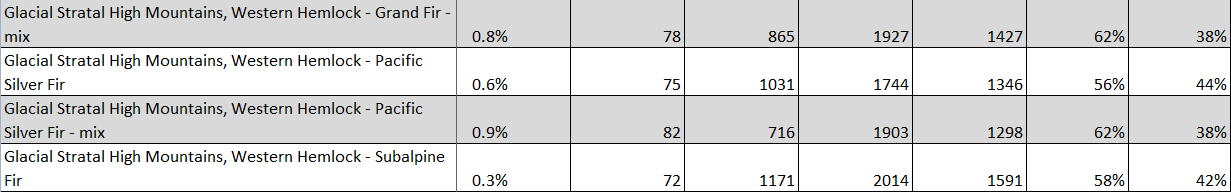 Glacial Stratal High Mountains, Western Hemlock - Grand Fir -
mix 0.8% 78 865 1927 1427 62% 38%
Glacial Stratal High Mountains, Western Hemlock - Pacific
Silver Fir 0.6% 75 1031 1744 1346 56% 44%
Glacial Stratal High Mountains, Western Hemlock - Pacific
Silver Fir - mix 0.9% 82 716 1903 1298 62% 38%
Glacial Stratal High Mountains, Western Hemlock - Subalpine
Fir 0.3% 72 1171 2014 1591 58% 42%